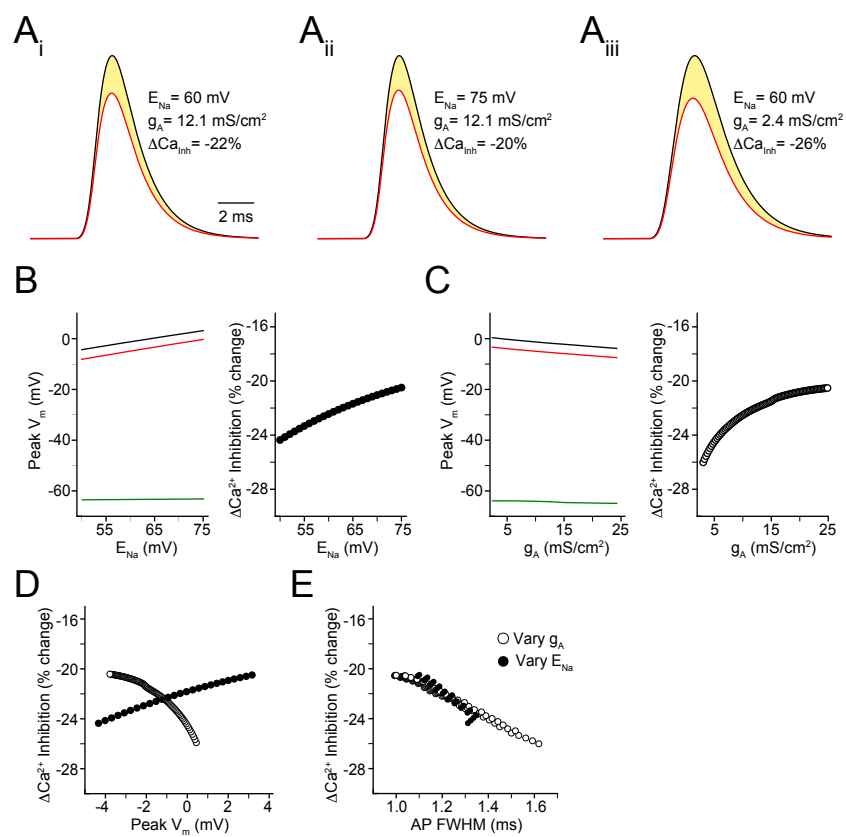 Ai
Aii
Aiii
ENa= 60 mV
gA= 12.1 mS/cm²
ΔCaInh= -22%
2 ms
ENa= 75 mV
gA= 12.1 mS/cm²
ΔCaInh= -20%
ENa= 60 mV
gA= 2.4 mS/cm²
ΔCaInh= -26%
B
Peak Vm (mV)
0
-20
-40
-60
55
65
75
ENa (mV)
ΔCa²⁺ Inhibition (% change)
-16
-20
-24
-28
55
65
75
ENa (mV)
C
Peak Vm (mV)
0
-20
-40
-60
5
15
25
gA (mS/cm²)
ΔCa²⁺ Inhibition (% change)
-16
-20
-24
-28
5
15
25
gA (mS/cm²)
D
ΔCa²⁺ Inhibition (% change)
-16
-20
-24
-28
-4
-2
0
2
4
Peak Vm (mV)
E
ΔCa²⁺ Inhibition (% change)
-16
-20
-24
-28
1.0
1.2
1.4
1.6
AP FWHM (ms)
Vary gA
Vary ENa